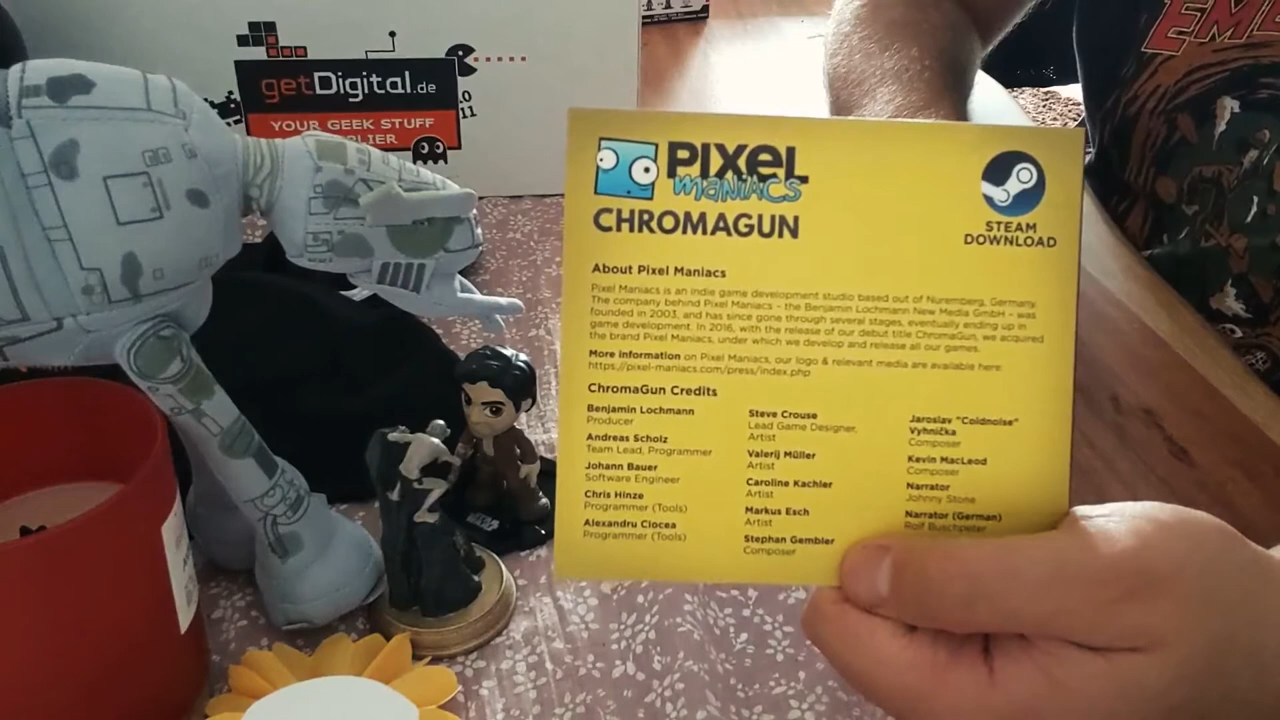 getDigital.de
YOUR GEEK STUFF
PIXEL
MANIACS
CHROMAGUN
STEAM
DOWNLOAD
About Pixel Maniacs
Pixel Maniacs is an indie game development studio based out of Nuremberg, Germany.
The company behind Pixel Maniacs - the Benjamin Lochmann New Media GmbH - was
founded in 2003, and has since gone through several stages, eventually ending up in
game development. In 2016, with the release of our debut title ChromaGun, we acquired
the brand Pixel Maniacs, under which we develop and release all our games.
More information on Pixel Maniacs, our logo & relevant media are available here:
https://pixel-maniacs.com/press/index.php
ChromaGun Credits
Benjamin Lochmann
Producer
Andreas Scholz
Team Lead, Programmer
Johann Bauer
Software Engineer
Chris Hinze
Programmer (Tools)
Alexandru Ciocea
Programmer (Tools)
Steve Crouse
Lead Game Designer,
Artist
Valerij Müller
Artist
Caroline Kachler
Artist
Markus Esch
Artist
Stephan Gembler
Composer
Jaroslav "Coldnoise"
Vyhnička
Composer
Kevin MacLeod
Composer
Narrator
Johnny Stone
Narrator (German)
Rolf Buschpeter